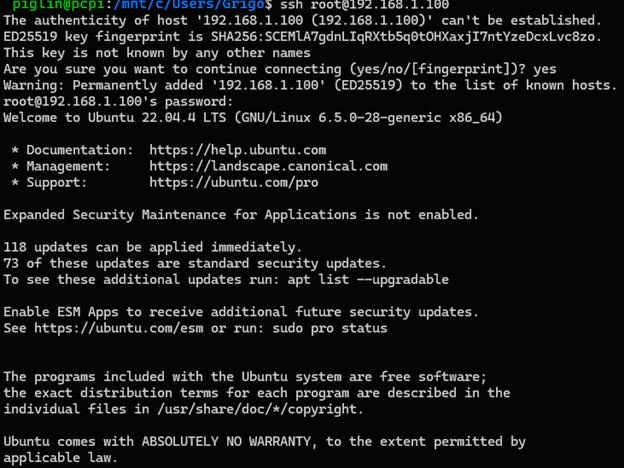 piglin@pcpi:/mnt/c/Users/Grigo$ ssh root@192.168.1.100
The authenticity of host '192.168.1.100 (192.168.1.100)' can't be established.
ED25519 key fingerprint is SHA256:SCEMlA7gdnLIqRXtb5q0tOHXaxjI7ntYzeDcxLvc8zo.
This key is not known by any other names
Are you sure you want to continue connecting (yes/no/[fingerprint])? yes
Warning: Permanently added '192.168.1.100' (ED25519) to the list of known hosts.
root@192.168.1.100's password:
Welcome to Ubuntu 22.04.4 LTS (GNU/Linux 6.5.0-28-generic x86_64)
* Documentation:  https://help.ubuntu.com
* Management:     https://landscape.canonical.com
* Support:        https://ubuntu.com/pro
Expanded Security Maintenance for Applications is not enabled.
118 updates can be applied immediately.
73 of these updates are standard security updates.
To see these additional updates run: apt list --upgradable
Enable ESM Apps to receive additional future security updates.
See https://ubuntu.com/esm or run: sudo pro status
The programs included with the Ubuntu system are free software;
the exact distribution terms for each program are described in the
individual files in /usr/share/doc/*/copyright.
Ubuntu comes with ABSOLUTELY NO WARRANTY, to the extent permitted by
applicable law.